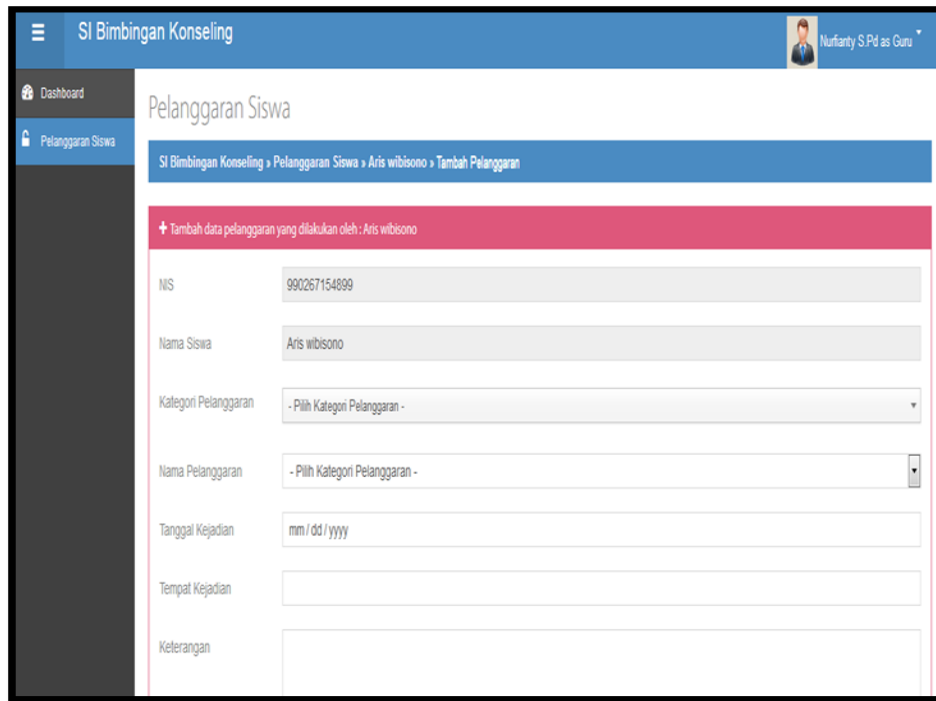 SI Bimbingan Konseling
Nurfianty S.Pd as Guru
Dashboard
Pelanggaran Siswa
Pelanggaran Siswa
SI Bimbingan Konseling » Pelanggaran Siswa » Aris wibisono » Tambah Pelanggaran
+ Tambah data pelanggaran yang dilakukan oleh : Aris wibisono
NIS
990267154899
Nama Siswa
Aris wibisono
Kategori Pelanggaran
- Pilih Kategori Pelanggaran -
Nama Pelanggaran
- Pilih Kategori Pelanggaran -
Tanggal Kejadian
mm / dd / yyyy
Tempat Kejadian
Keterangan